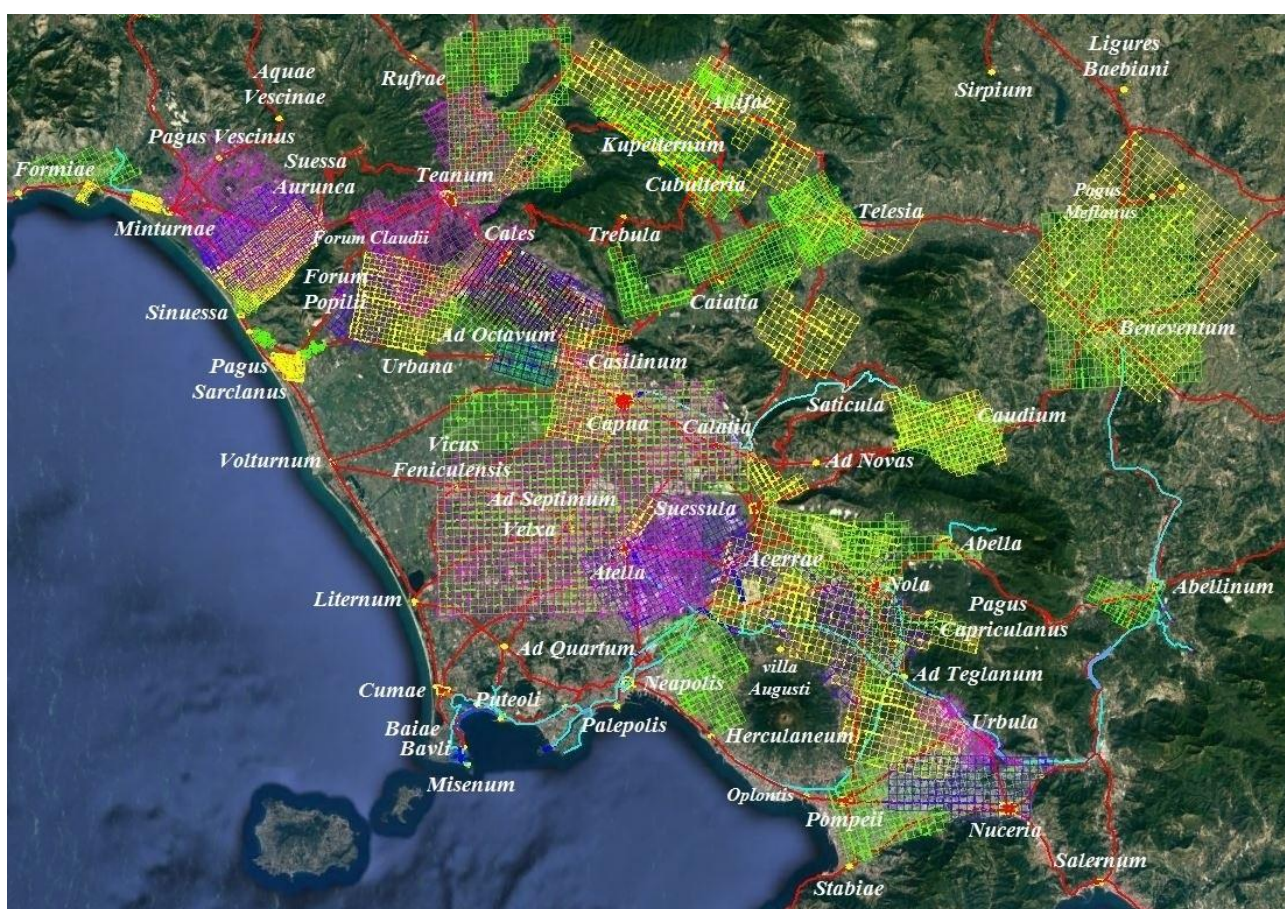 Ligures
Baebiani
Aquae
Vescinae
Rufrae
Sirpium
Allifae
Pagus Vescinus
Kupelternum
Formiae
Suessa
Aurunca
Teanum
Cubulteria
Pagus
Meflanus
Minturnae
Forum Claudii
Cales
Trebula
Telesia
Forum
Popilii
Caiatia
Sinuessa
Ad Octavum
Beneventum
Pagus
Sarclanus
Urbana
Casilinum
Saticula
Caudium
Vicus
Feniculensis
Capua
Calatia
Volturnum
Ad Novas
Ad Septimum
Suessula
Velxa
Abella
Atella
Acerrae
Nola
Abellinum
Liternum
Pagus
Capriculanus
Ad Quartum
villa
Augusti
Ad Teglanum
Cumae
Puteoli
Neapolis
Palepolis
Baiae
Bavli
Herculaneum
Urbula
Misenum
Oplontis
Pompeii
Nuceria
Stabiae
Salernum